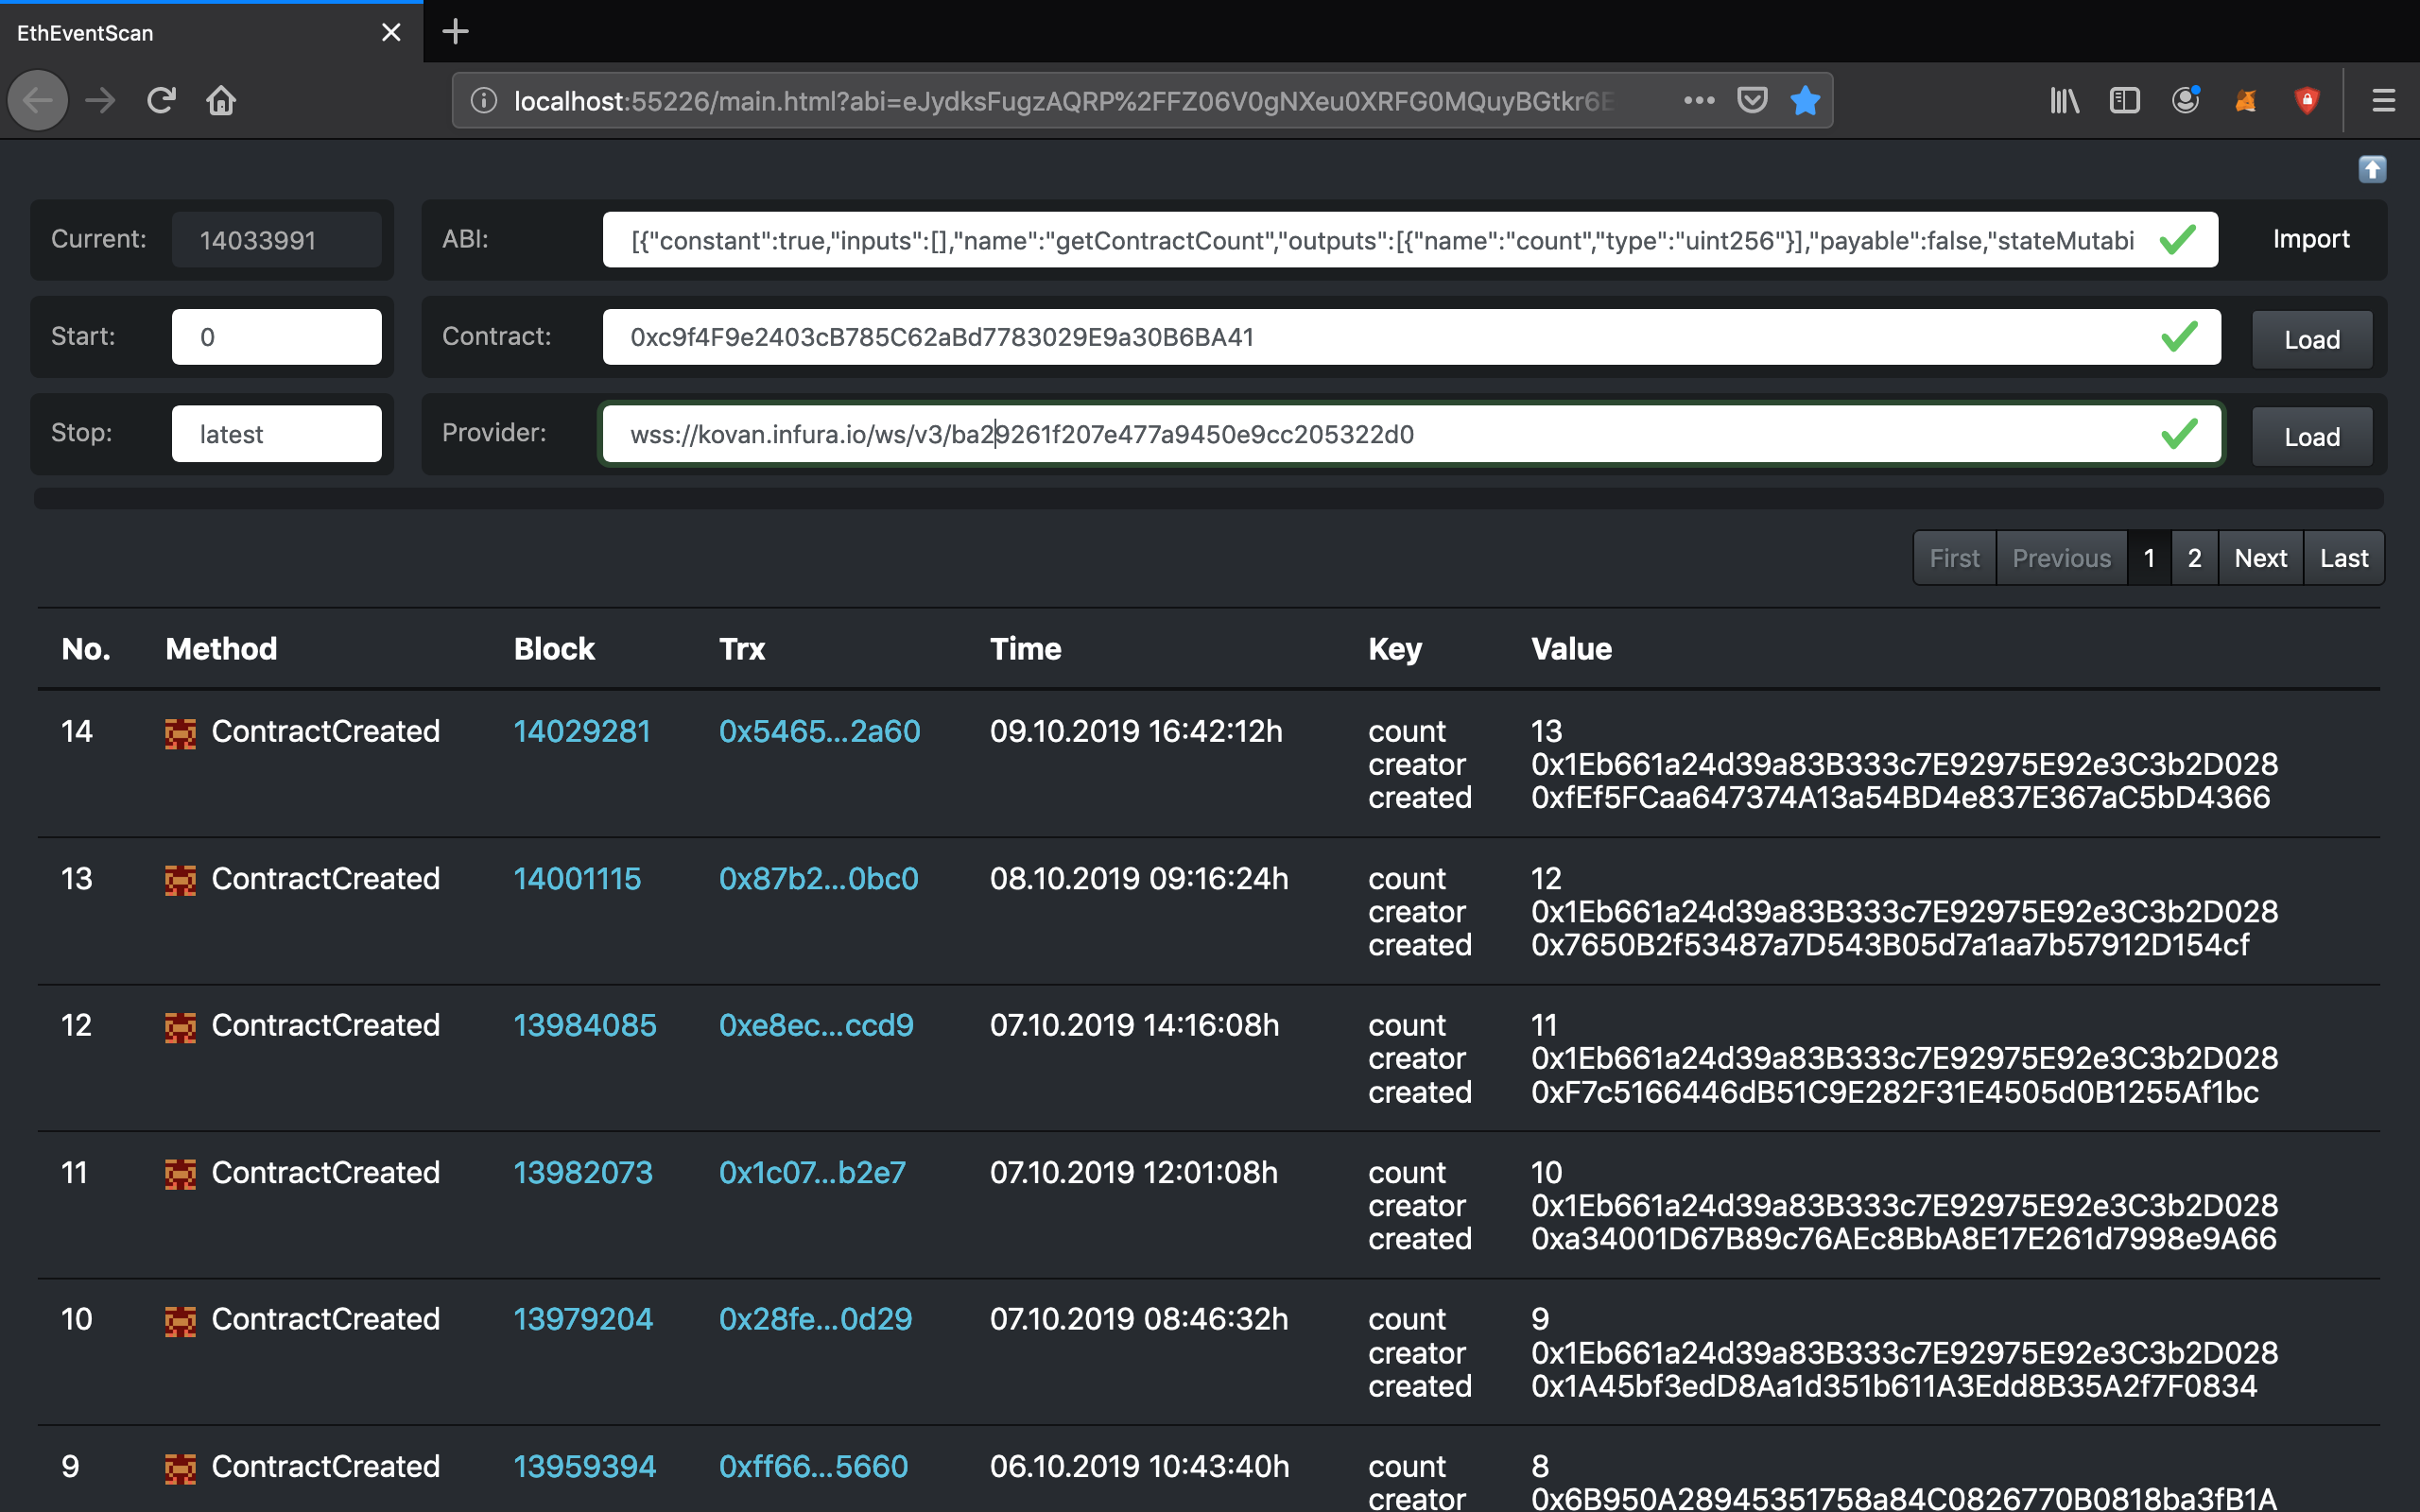 EthEventScan
localhost:55226/main.html?abi=eJydksFugzAQRP%2FFZ06V0gNXeu0XRFG0MQuyBGtkr6E
Current: 14033991
ABI: [{"constant":true,"inputs":[],"name":"getContractCount","outputs":[{"name":"count","type":"uint256"}],"payable":false,"stateMutabi
Import
Start: 0
Contract: 0xc9f4F9e2403cB785C62aBd7783029E9a30B6BA41
Load
Stop: latest
Provider: wss://kovan.infura.io/ws/v3/ba29261f207e477a9450e9cc205322d0
Load
First Previous 1 2 Next Last
No. Method Block Trx Time Key Value
14 ContractCreated 14029281 0x5465...2a60 09.10.2019 16:42:12h count 13
creator 0x1Eb661a24d39a83B333c7E92975E92e3C3b2D028
created 0xfEf5FCaa647374A13a54BD4e837E367aC5bD4366
13 ContractCreated 14001115 0x87b2...0bc0 08.10.2019 09:16:24h count 12
creator 0x1Eb661a24d39a83B333c7E92975E92e3C3b2D028
created 0x7650B2f53487a7D543B05d7a1aa7b57912D154cf
12 ContractCreated 13984085 0xe8ec...ccd9 07.10.2019 14:16:08h count 11
creator 0x1Eb661a24d39a83B333c7E92975E92e3C3b2D028
created 0xF7c5166446dB51C9E282F31E4505d0B1255Af1bc
11 ContractCreated 13982073 0x1c07...b2e7 07.10.2019 12:01:08h count 10
creator 0x1Eb661a24d39a83B333c7E92975E92e3C3b2D028
created 0xa34001D67B89c76AEc8BbA8E17E261d7998e9A66
10 ContractCreated 13979204 0x28fe...0d29 07.10.2019 08:46:32h count 9
creator 0x1Eb661a24d39a83B333c7E92975E92e3C3b2D028
created 0x1A45bf3edD8Aa1d351b611A3Edd8B35A2f7F0834
9 ContractCreated 13959394 0xff66...5660 06.10.2019 10:43:40h count 8
creator 0x6B950A28945351758a84C0826770B0818ba3fB1A